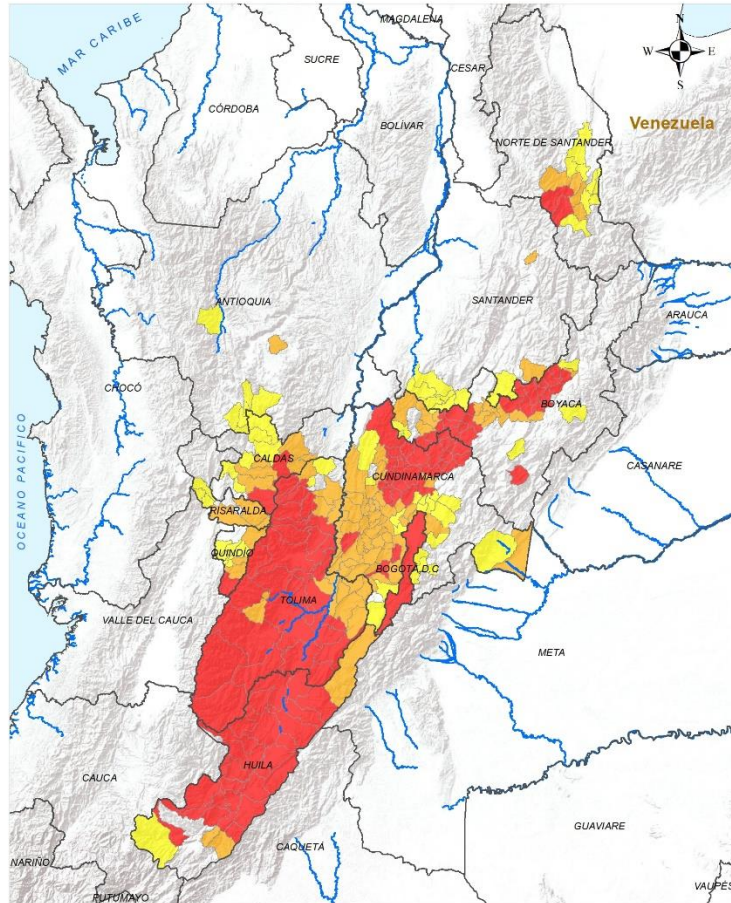 MAGDALENA
N
MAR CARIBE
SUCRE
W
E
CESAR
S
CÓRDOBA
BOLÍVAR
Venezuela
NORTE DE SANTANDER
ANTIOQUIA
SANTANDER
ARAUCA
CHOCÓ
BOYACA
OCEANO PACIFICO
CALDAS
CUNDINAMARCA
CASANARE
RISARALDA
QUINDÍO
BOGOTÁ, D.C
TOLIMA
VALLE DEL CAUCA
META
HUILA
CAUCA
GUAVIARE
CAQUETÁ
NARIÑO
PUTUMAYO
VAUPÉS